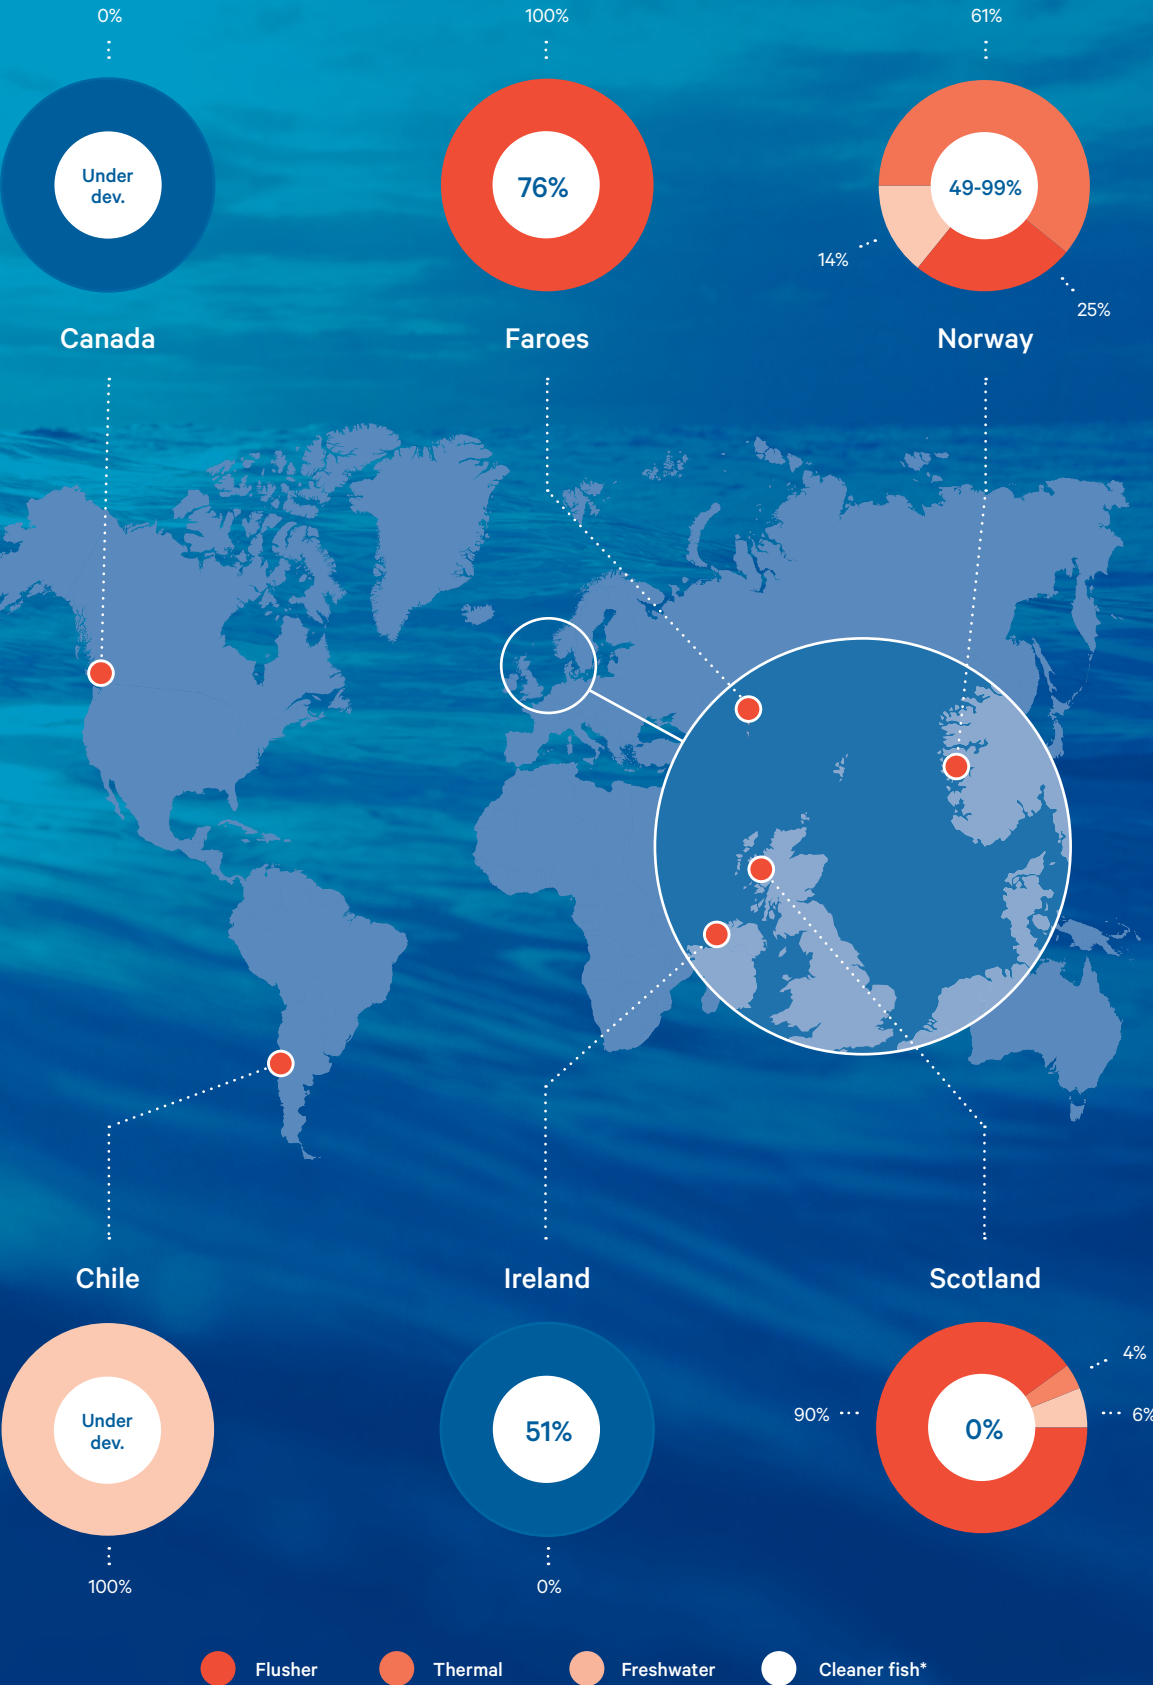 0%
100%
61%
Under
dev.
76%
49-99%
14%
25%
Canada
Faroes
Norway
Chile
Ireland
Scotland
4%
90%
6%
Under
dev.
51%
0%
100%
0%
Flusher
Thermal
Freshwater
Cleaner fish*